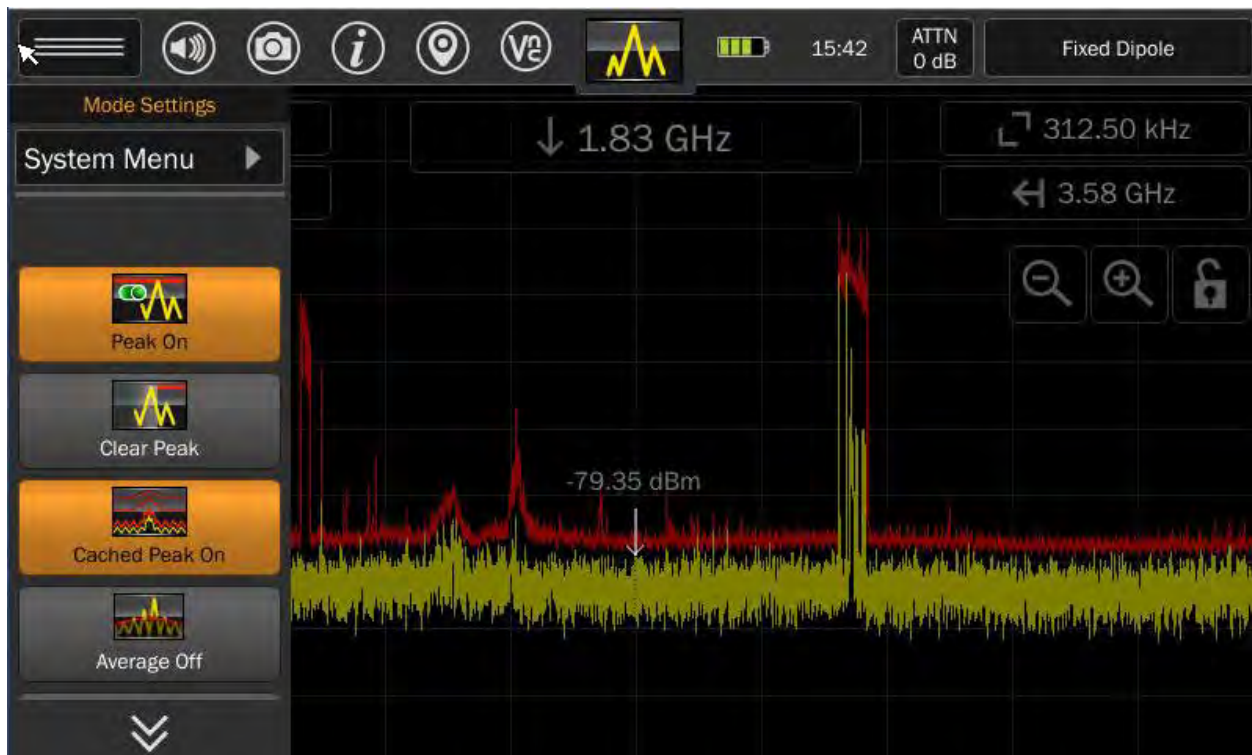 15:42
ATTN
0 dB
Fixed Dipole
Mode Settings
System Menu
1.83 GHz
312.50 kHz
3.58 GHz
Peak On
Clear Peak
-79.35 dBm
Cached Peak On
Average Off